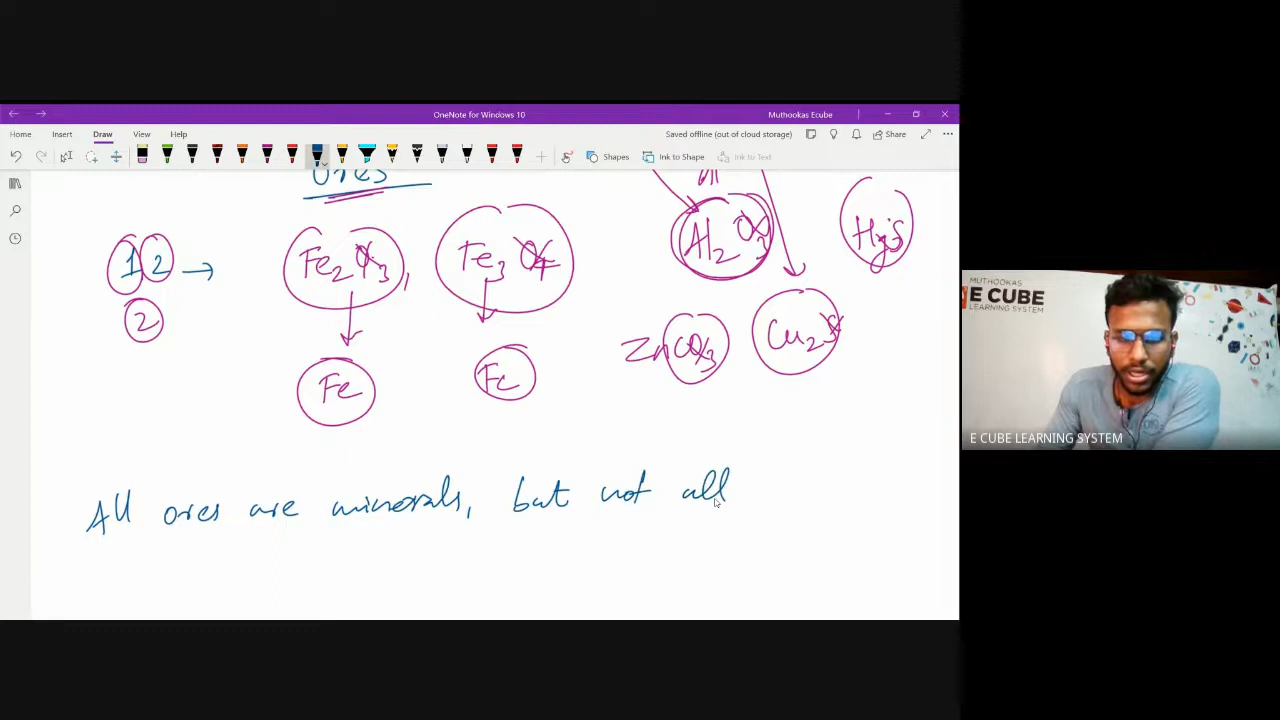 OneNote for Windows 10
Muthookas Ecube
Home Insert Draw View Help
Saved offline (out of cloud storage)
Share
Shapes
Ink to Shape
Ink to Text
Ores
1 2 → Fe2O3, Fe3O4
2
Al2O3
HgS
ZnCO3
Cu2S
Fe Fe
All ores are minerals, but not all
MUTHOOKAS
E CUBE
LEARNING SYSTEM
E CUBE LEARNING SYSTEM